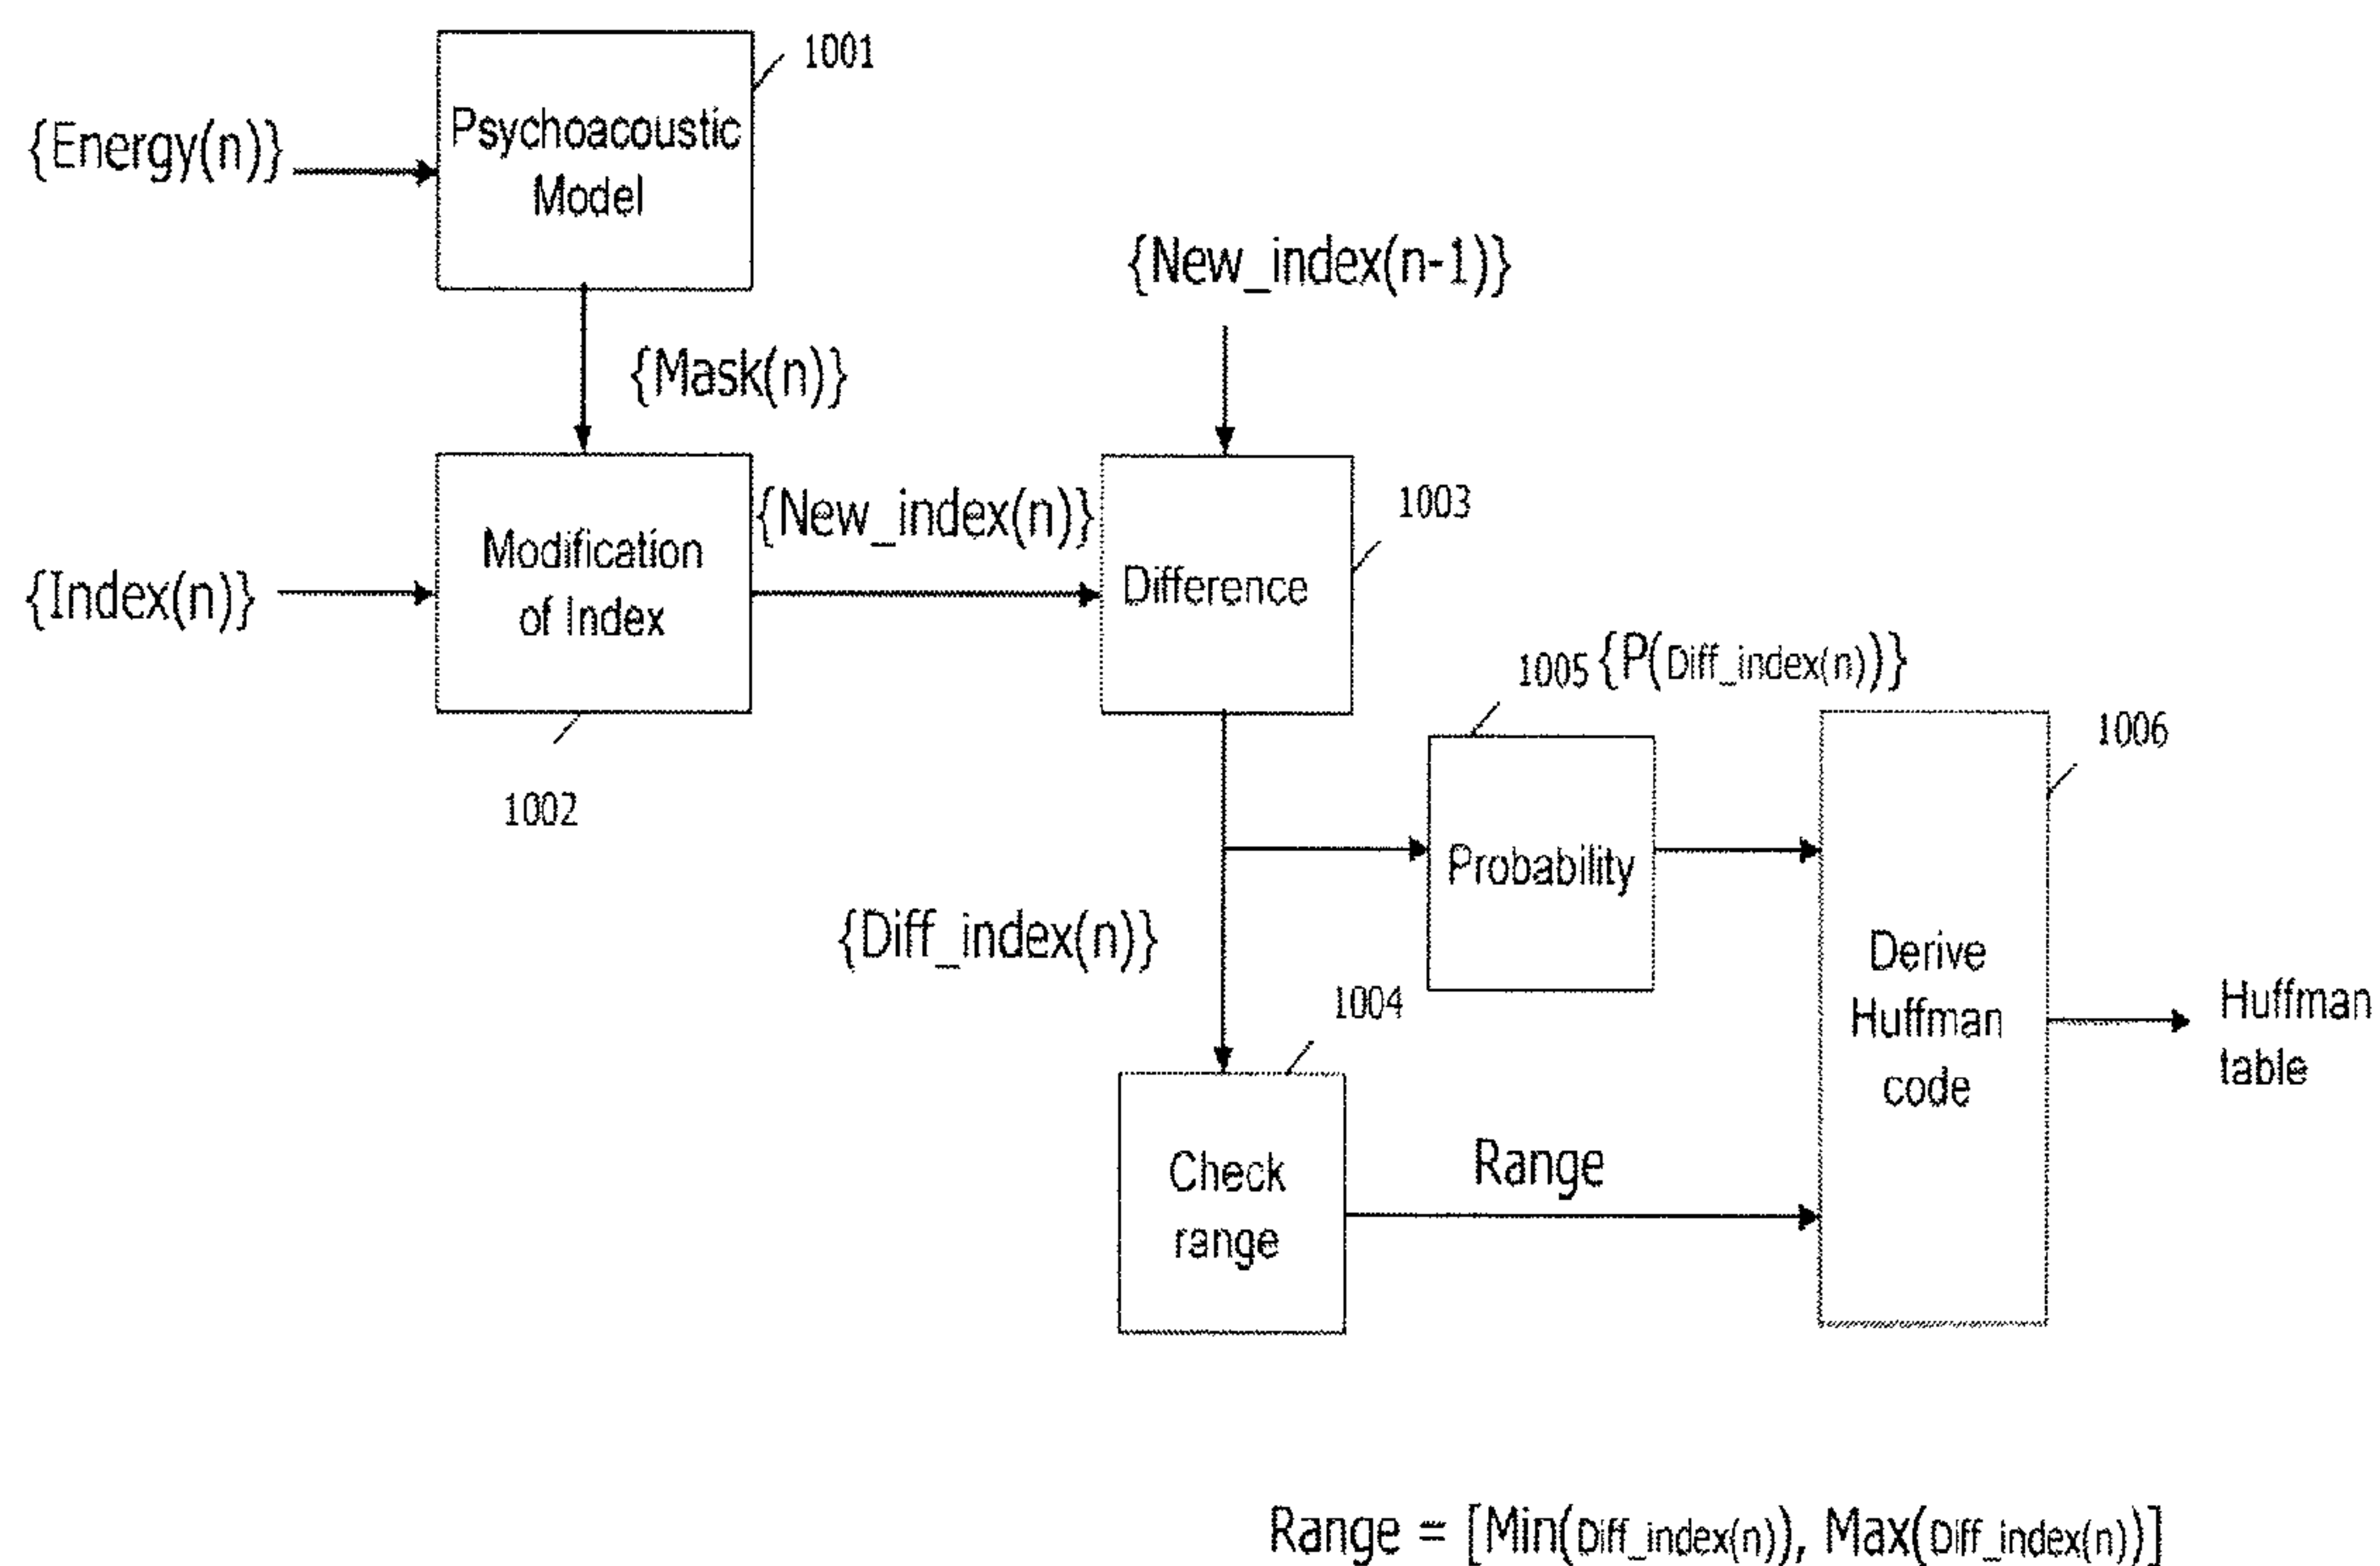 1001
{Energy(n)}
Psychoacoustic
Model
{New_index(n-1)}
{Mask(n)}
{New_index(n)}
1003
Modification
of Index
{Index(n)}
Difference
1005
{P(Diff_index(n))}
1006
1002
Probability
{Diff_index(n)}
Derive
Huffman
code
1004
Huffman
table
Check
range
Range
Range = [Min(Diff_index(n)), Max(Diff_index(n))]